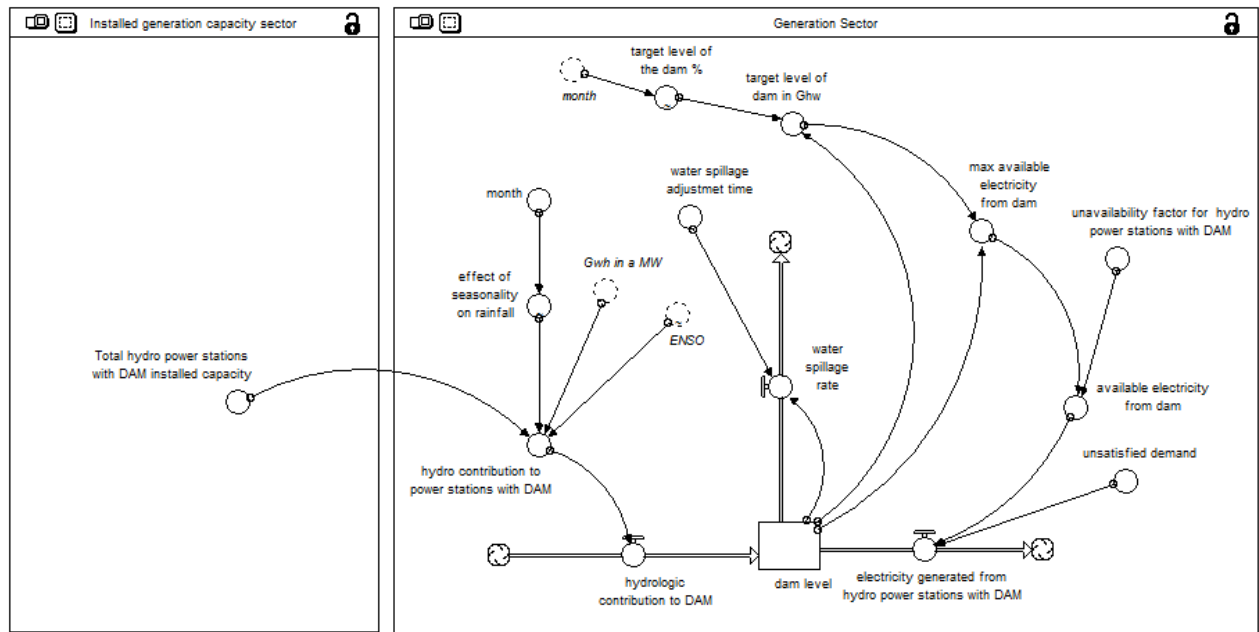 Installed generation capacity sector
Generation Sector
target level of
the dam %
month
target level of
dam in Ghw
max available
electricity
from dam
water spillage
adjustmet time
month
unavailability factor for hydro
power stations with DAM
Gwh in a MW
effect of
seasonality
on rainfall
ENSO
Total hydro power stations
with DAM installed capacity
water
spillage
rate
available electricity
from dam
unsatisfied demand
hydro contribution to
power stations with DAM
hydrologic
contribution to DAM
dam level
electricity generated from
hydro power stations with DAM